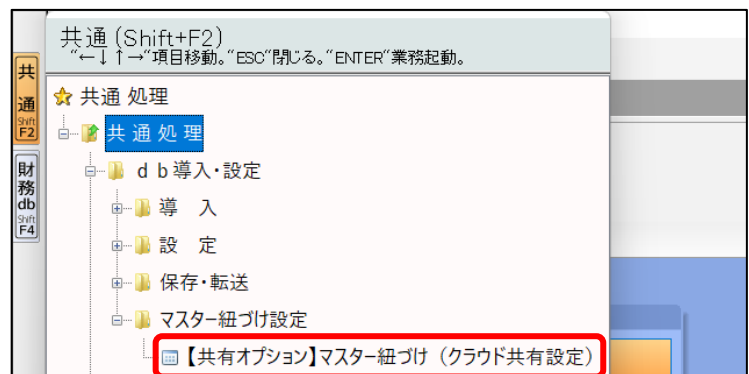 共通 (Shift+F2)
"←↓↑→"項目移動。"ESC"閉じる。"ENTER"業務起動。
共通
Shift
F2
財務
db
Shift
F4
共通 処理
共 通 処 理
ｄｂ導入・設定
導　入
設　定
保存・転送
マスター紐づけ設定
【共有オプション】マスター紐づけ（クラウド共有設定）